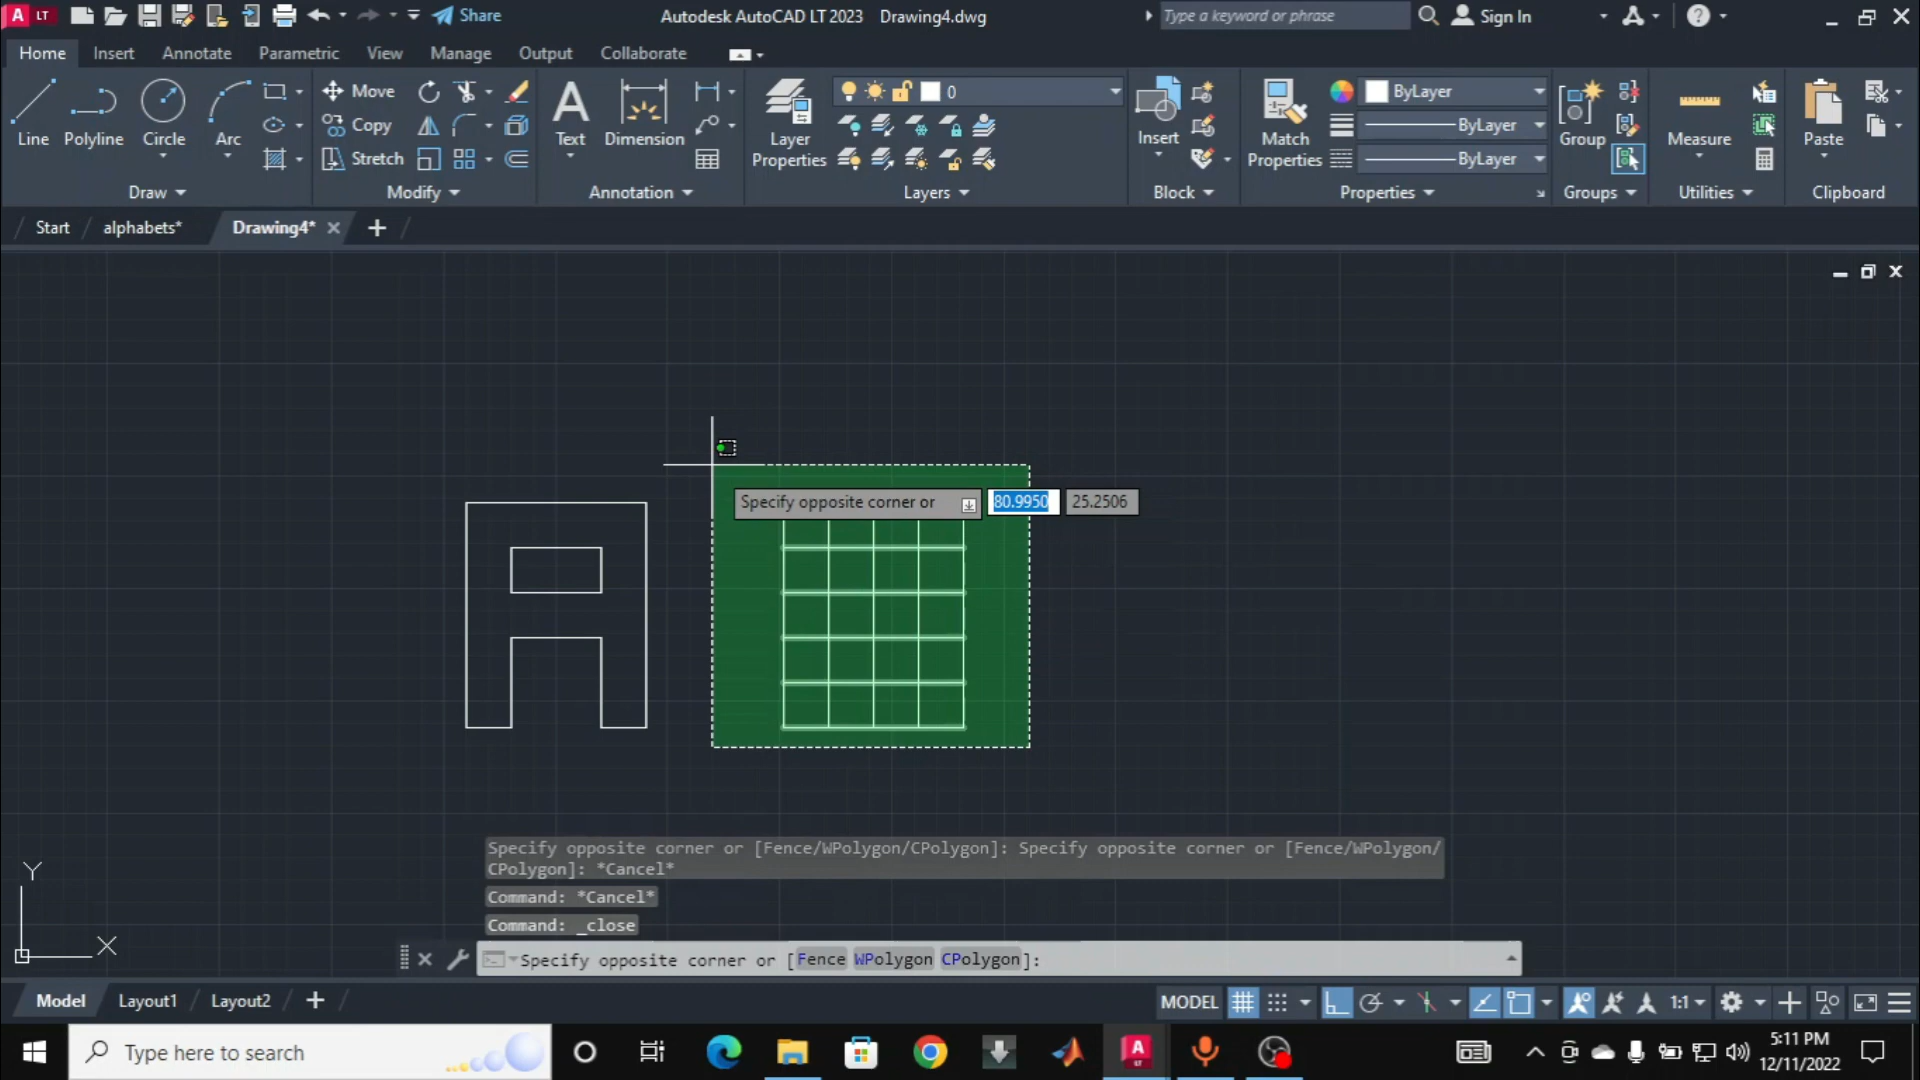 A LT Share Autodesk AutoCAD LT 2023 Drawing4.dwg Type a keyword or phrase Sign In
Home Insert Annotate Parametric View Manage Output Collaborate
Line Polyline Circle Arc
Move
Copy
Stretch
Text Dimension
Layer Properties
0
Insert
Match Properties
ByLayer
ByLayer
ByLayer
Group
Measure
Paste
Draw Modify Annotation Layers Block Properties Groups Utilities Clipboard
Start alphabets* Drawing4*
Specify opposite corner or 80.9950 25.2506
Specify opposite corner or [Fence/WPolygon/CPolygon]: Specify opposite corner or [Fence/WPolygon/
CPolygon]: *Cancel*
Command: *Cancel*
Command: _close
Y
X
Specify opposite corner or [Fence WPolygon CPolygon]:
Model Layout1 Layout2 MODEL 1:1
Type here to search
5:11 PM
12/11/2022